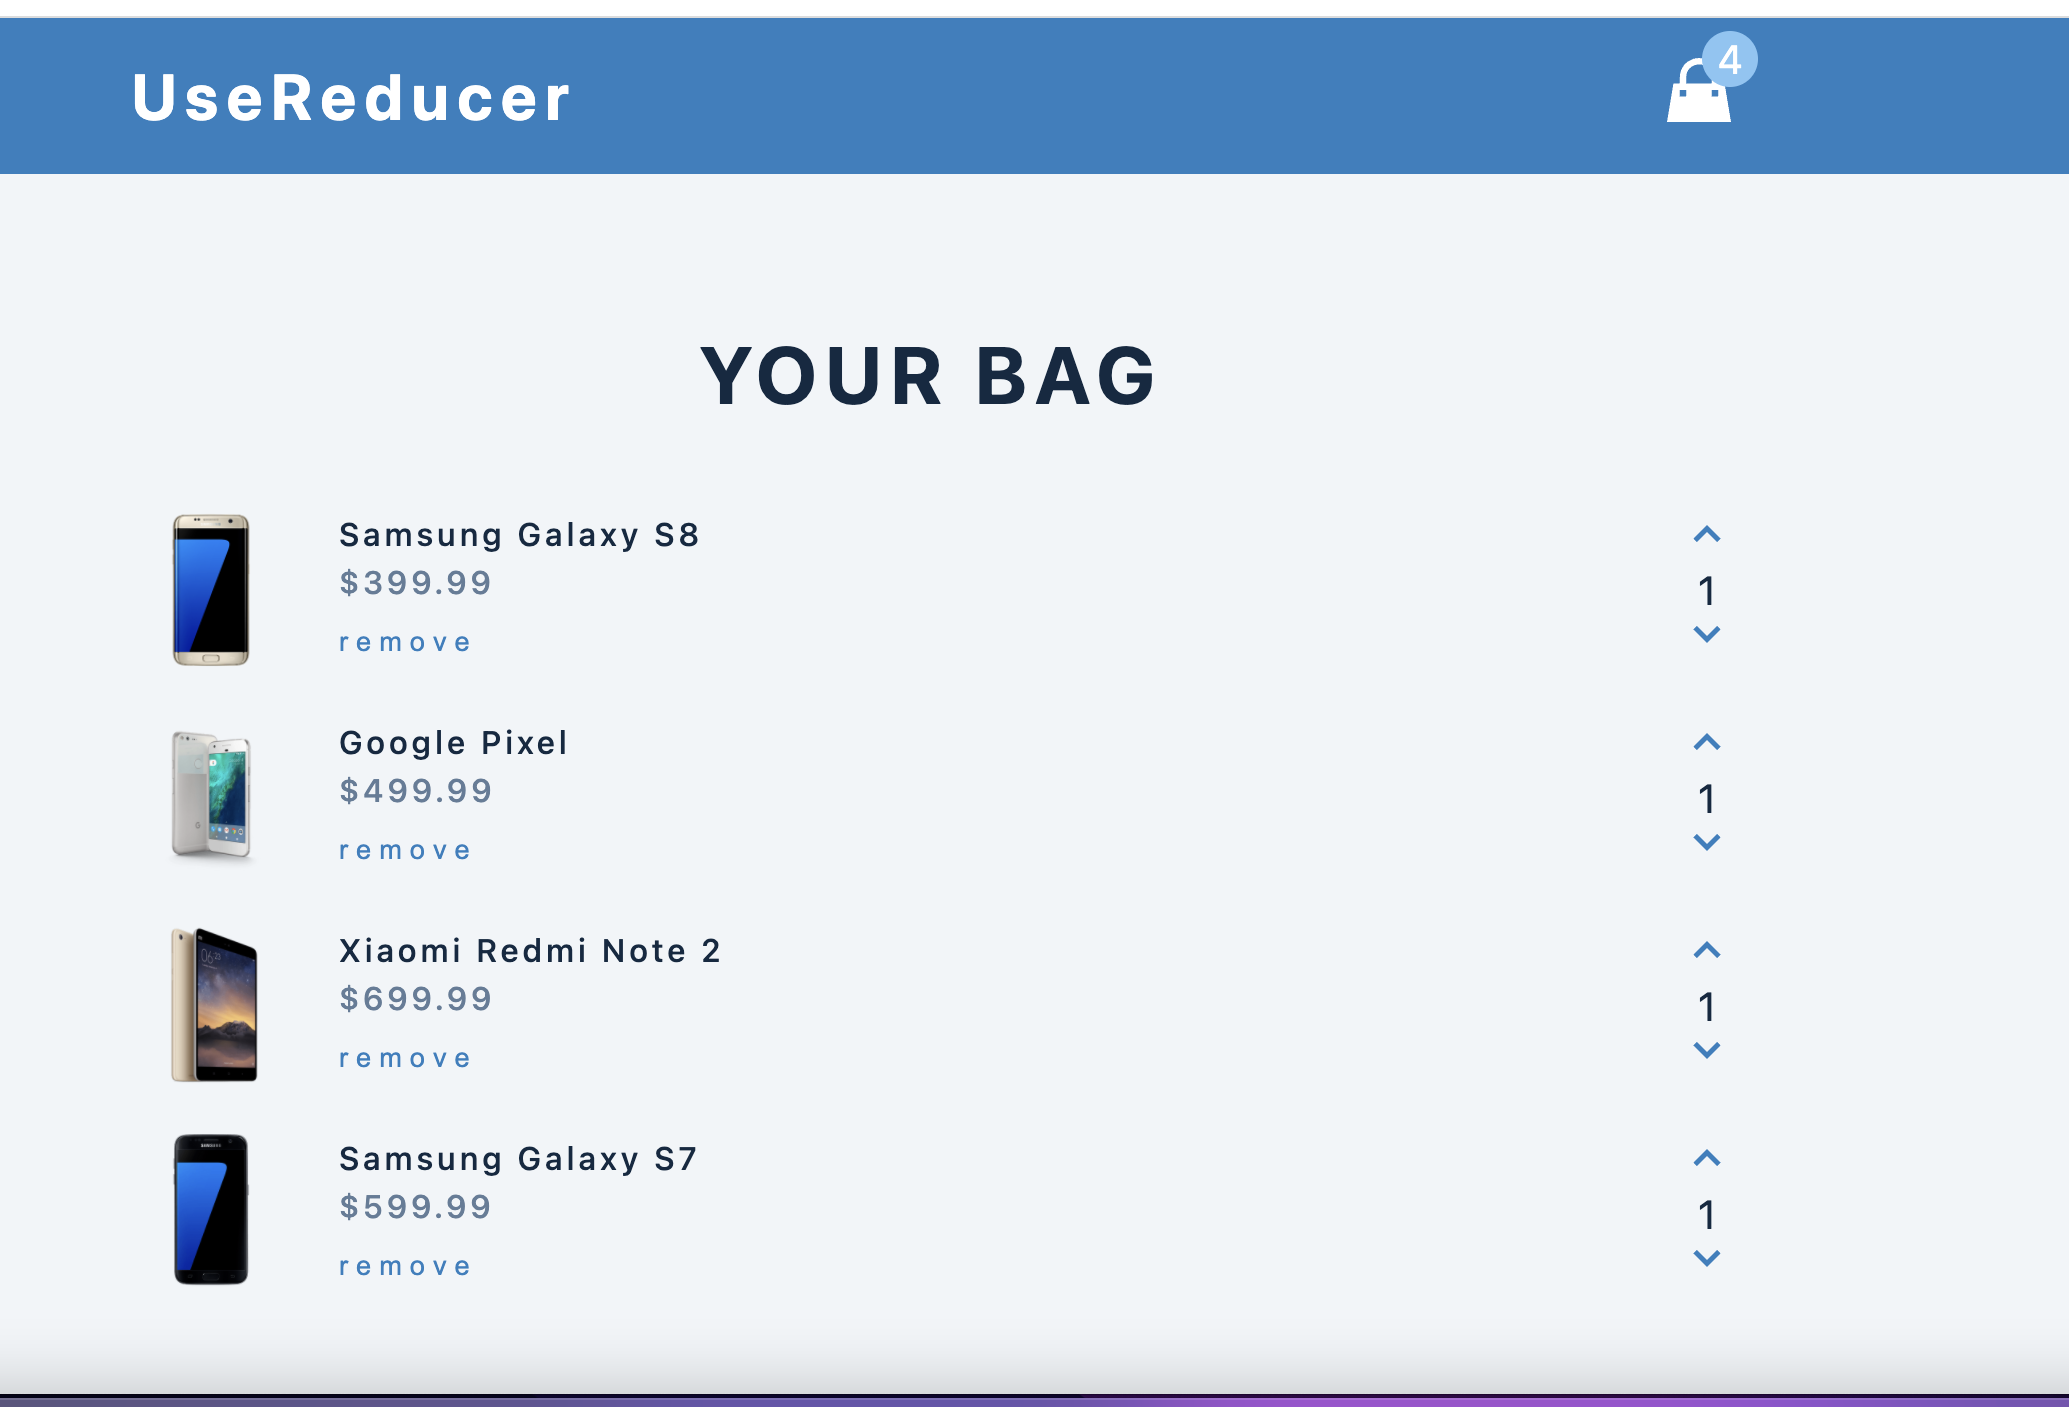 UseReducer
4
YOUR BAG
Samsung Galaxy S8
$399.99
1
remove
Google Pixel
$499.99
1
remove
Xiaomi Redmi Note 2
$699.99
1
remove
Samsung Galaxy S7
$599.99
1
remove